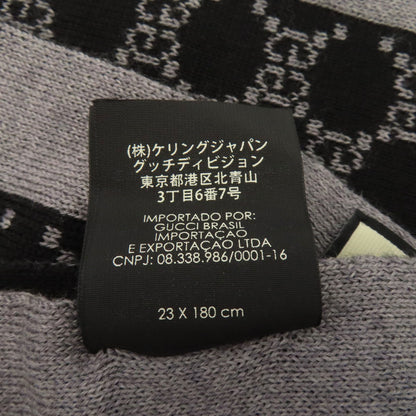 (株)ケリングジャパン
グッチディビジョン
東京都港区北青山
3丁目6番7号
IMPORTADO POR:
GUCCI BRASIL
IMPORTAÇÃO
E EXPORTAÇÃO LTDA
CNPJ: 08.338.986/0001-16
23 X 180 cm